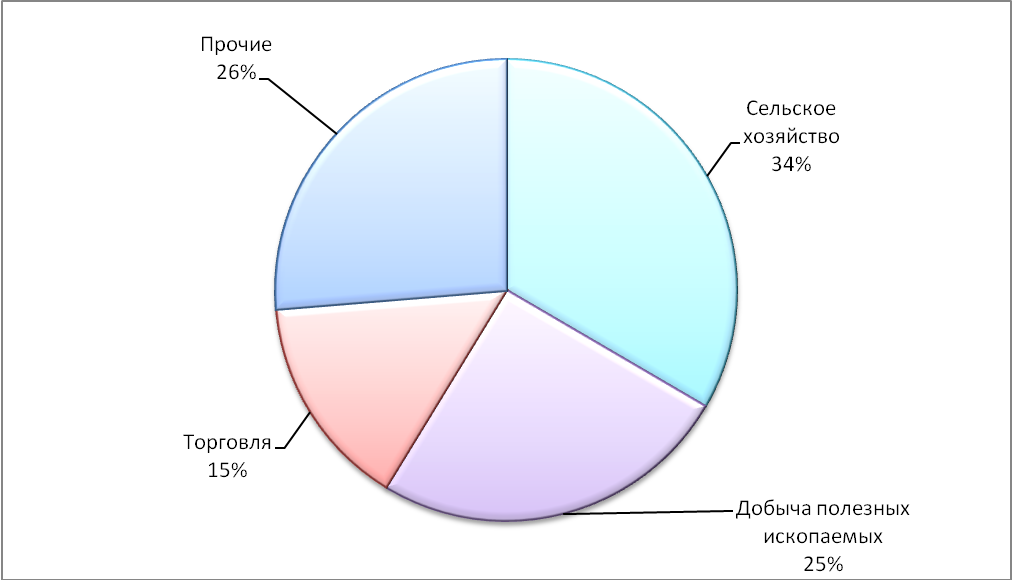 Прочие
26%
Сельское
хозяйство
34%
Торговля
15%
Добыча полезных
ископаемых
25%